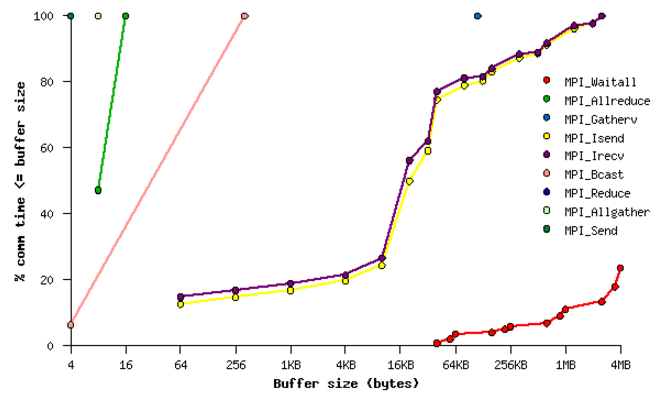 100
80
60
40
20
0
% comm time <= buffer size
4 16 64 256 1KB 4KB 16KB 64KB 256KB 1MB 4MB
Buffer size (bytes)
MPI_Waitall
MPI_Allreduce
MPI_Gatherv
MPI_Isend
MPI_Irecv
MPI_Bcast
MPI_Reduce
MPI_Allgather
MPI_Send